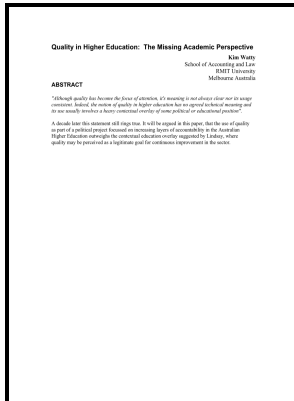 Quality in Higher Education:  The Missing Academic Perspective
Kim Watty
School of Accounting and Law
RMIT University
Melbourne Australia
ABSTRACT
"Although quality has become the focus of attention, it's meaning is not always clear nor its usage
consistent. Indeed, the notion of quality in higher education has no agreed technical meaning and
its use usually involves a heavy contextual overlay of some political or educational position".
A decade later this statement still rings true. It will be argued in this paper, that the use of quality
as part of a political project focussed on increasing layers of accountability in the Australian
Higher Education outweighs the contextual education overlay suggested by Lindsay, where
quality may be perceived as a legitimate goal for continuous improvement in the sector.